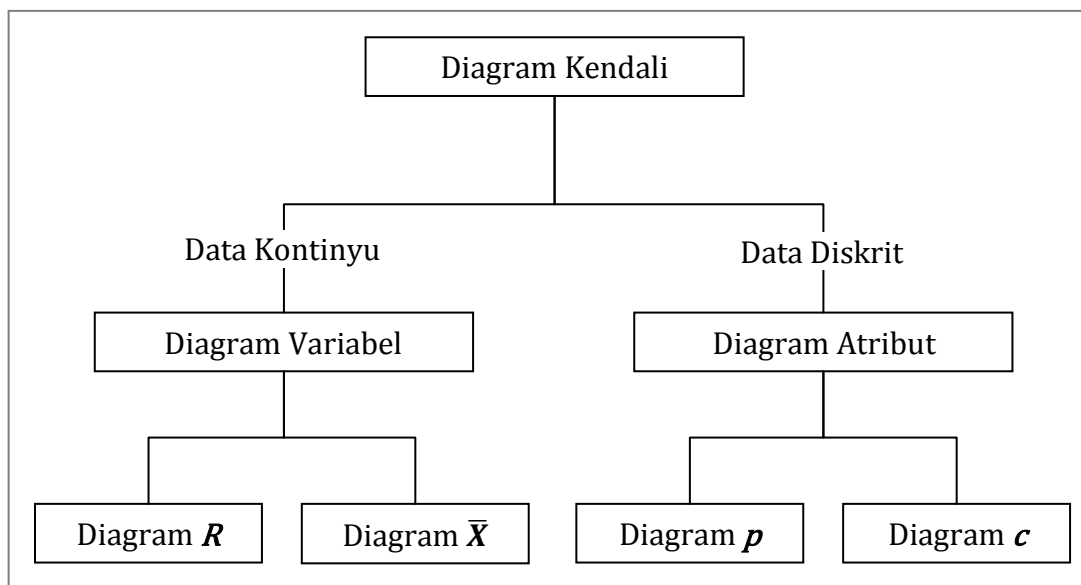 Diagram Kendali
Data Kontinyu
Data Diskrit
Diagram Variabel
Diagram Atribut
Diagram R
Diagram X̅
Diagram p
Diagram c